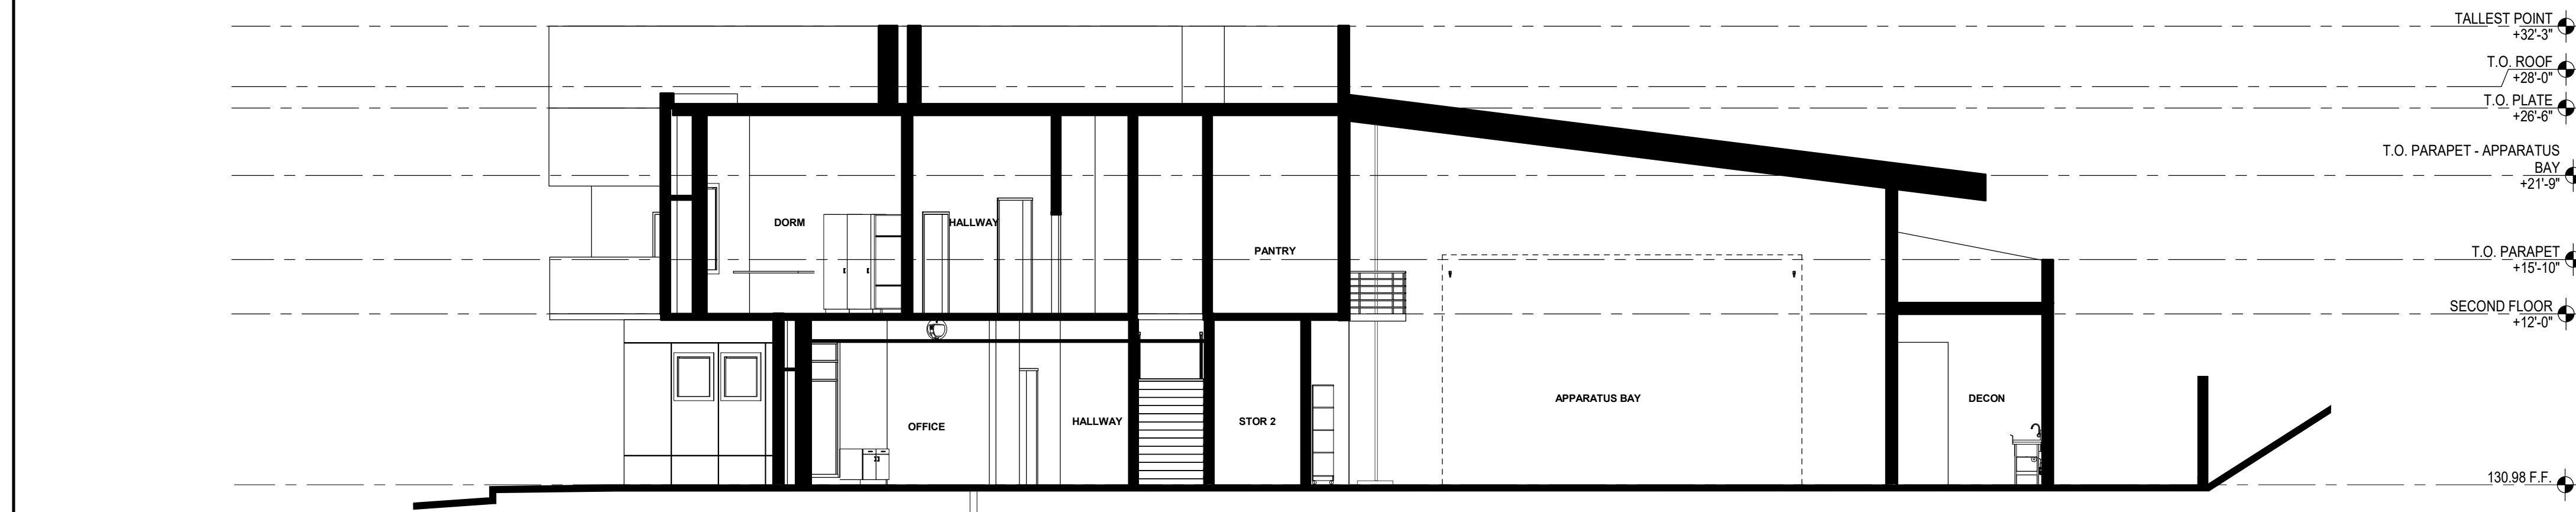 TALLEST POINT
+32'-3"
T.O. ROOF
+28'-0"
T.O. PLATE
+26'-6"
T.O. PARAPET - APPARATUS
BAY
+21'-9"
DORM
HALLWAY
PANTRY
T.O. PARAPET
+15'-10"
SECOND FLOOR
+12'-0"
OFFICE
HALLWAY
STOR 2
APPARATUS BAY
DECON
130.98 F.F.